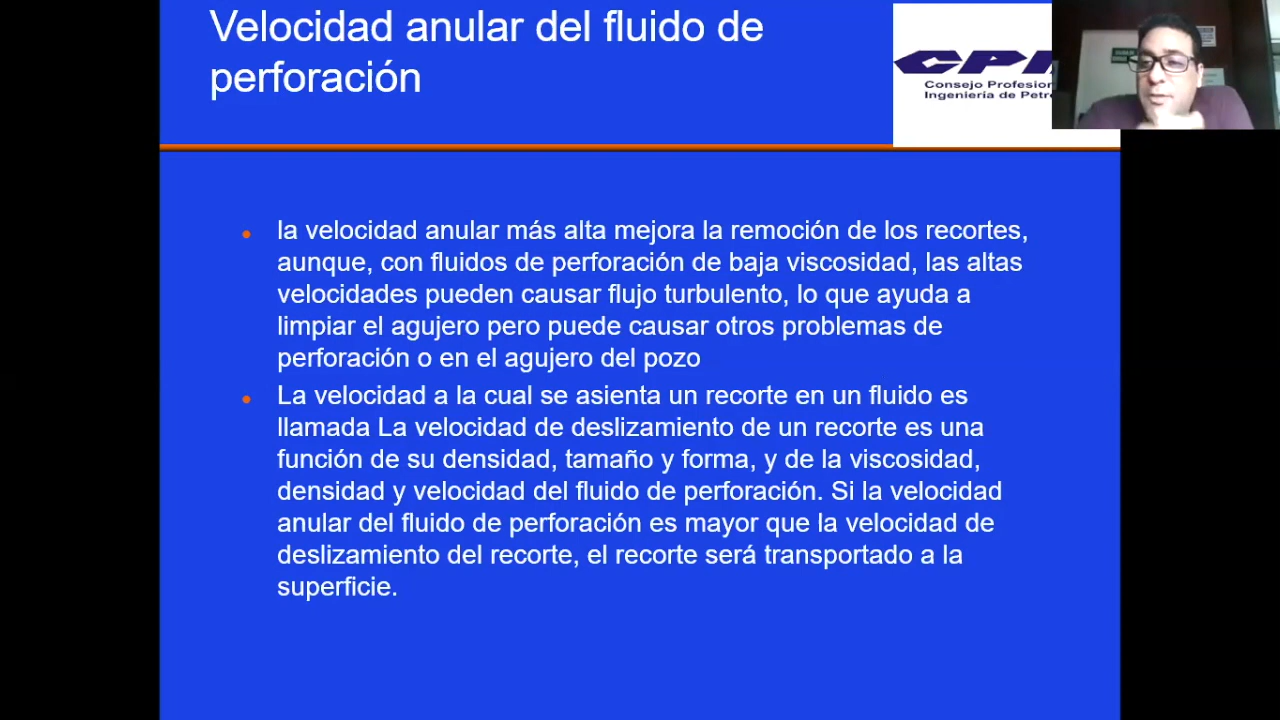 Velocidad anular del fluido de
perforación
Consejo Profesion
Ingeniería de Petr
la velocidad anular más alta mejora la remoción de los recortes,
aunque, con fluidos de perforación de baja viscosidad, las altas
velocidades pueden causar flujo turbulento, lo que ayuda a
limpiar el agujero pero puede causar otros problemas de
perforación o en el agujero del pozo
La velocidad a la cual se asienta un recorte en un fluido es
llamada La velocidad de deslizamiento de un recorte es una
función de su densidad, tamaño y forma, y de la viscosidad,
densidad y velocidad del fluido de perforación. Si la velocidad
anular del fluido de perforación es mayor que la velocidad de
deslizamiento del recorte, el recorte será transportado a la
superficie.